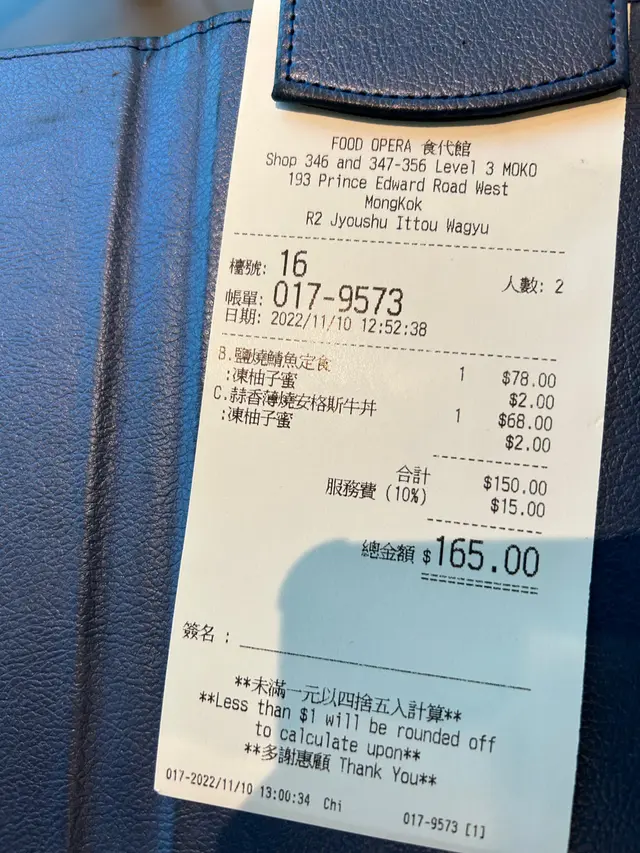 FOOD OPERA 食代館
Shop 346 and 347-356 Level 3 MOKO
193 Prince Edward Road West
MongKok
R2 Jyoushu Ittou Wagyu
檯號: 16 人數: 2
帳單: 017-9573
日期: 2022/11/10 12:52:38
B.鹽燒鯖魚定食 1 $78.00
:凍柚子蜜 $2.00
C.蒜香薄燒安格斯牛丼 1 $68.00
:凍柚子蜜 $2.00
合計 $150.00
服務費 (10%) $15.00
總金額 $165.00
簽名 :
**未滿一元以四捨五入計算**
**Less than $1 will be rounded off
to calculate upon**
**多謝惠顧 Thank You**
017-2022/11/10 13:00:34 Chi 017-9573 [1]